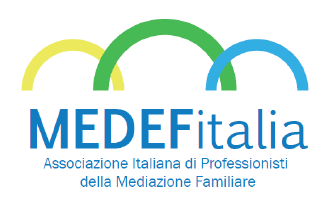 MEDEFitalia
Associazione Italiana di Professionisti
della Mediazione Familiare